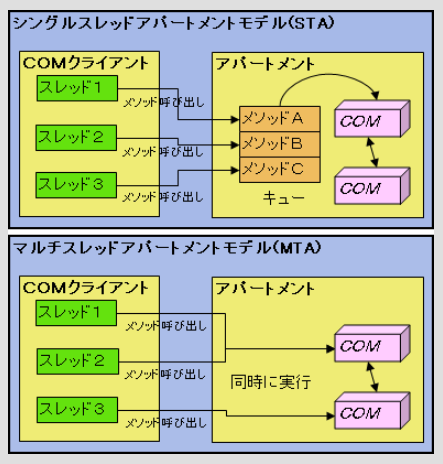 シングルスレッドアパートメントモデル(STA)
COMクライアント
アパートメント
スレッド1
メソッド呼び出し
メソッドA
COM
スレッド2
メソッド呼び出し
メソッドB
スレッド3
メソッド呼び出し
メソッドC
COM
キュー
マルチスレッドアパートメントモデル(MTA)
COMクライアント
アパートメント
スレッド1
メソッド呼び出し
COM
スレッド2
メソッド呼び出し
同時に実行
スレッド3
メソッド呼び出し
COM